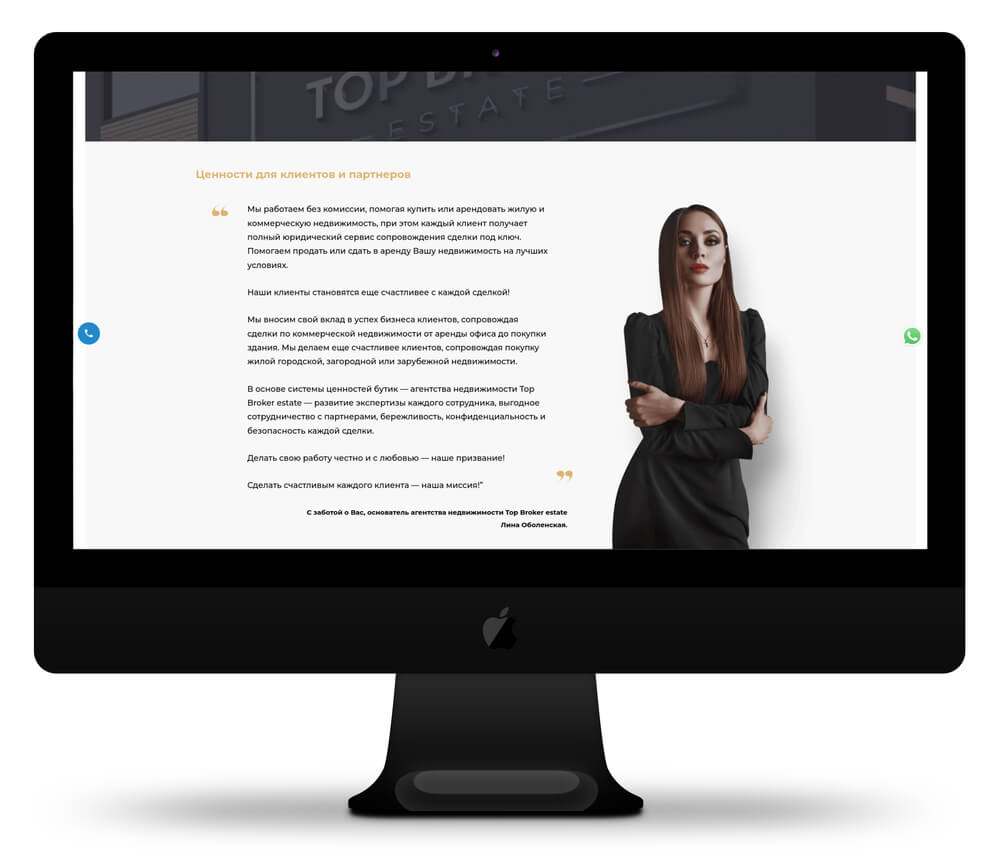 TOP
ESTATE
Ценности для клиентов и партнеров
Мы работаем без комиссии, помогая купить или арендовать жилую и
коммерческую недвижимость, при этом каждый клиент получает
полный юридический сервис сопровождения сделки под ключ.
Помогаем продать или сдать в аренду Вашу недвижимость на лучших
условиях.
Наши клиенты становятся еще счастливее с каждой сделкой!
Мы вносим свой вклад в успех бизнеса клиентов, сопровождая
сделки по коммерческой недвижимости от аренды офиса до покупки
здания. Мы делаем еще счастливее клиентов, сопровождая покупку
жилой городской, загородной или зарубежной недвижимости.
В основе системы ценностей бутик — агентства недвижимости Top
Broker estate — развитие экспертизы каждого сотрудника, выгодное
сотрудничество с партнерами, бережливость, конфиденциальность и
безопасность каждой сделки.
Делать свою работу честно и с любовью — наше призвание!
Сделать счастливым каждого клиента — наша миссия!"
С заботой о Вас, основатель агентства недвижимости Top Broker estate
Лина Оболенская.